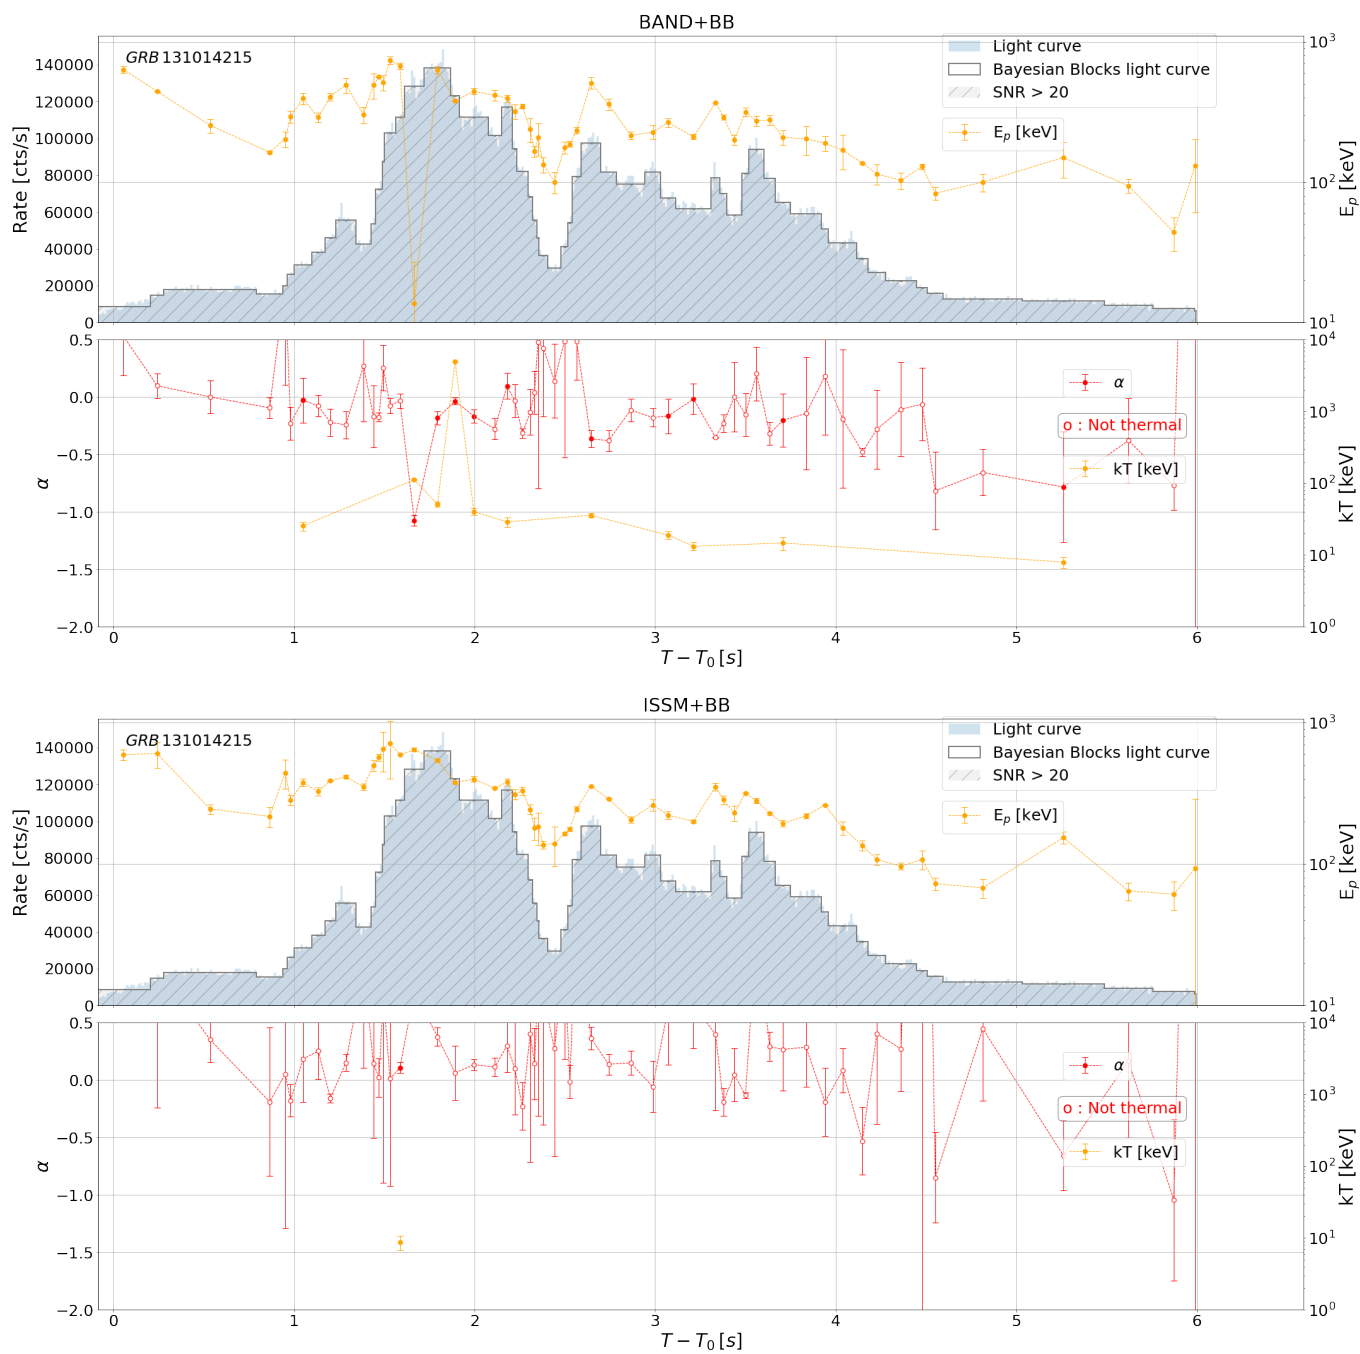 BAND+BB
GRB 131014215
Light curve
Bayesian Blocks light curve
SNR > 20
E_p [keV]
140000
120000
100000
80000
60000
40000
20000
0
Rate [cts/s]
10^3
10^2
10^1
E_p [keV]
0.5
0.0
−0.5
−1.0
−1.5
−2.0
α
α
o : Not thermal
kT [keV]
10^4
10^3
10^2
10^1
10^0
kT [keV]
0 1 2 3 4 5 6
T − T_0 [s]
ISSM+BB
GRB 131014215
Light curve
Bayesian Blocks light curve
SNR > 20
E_p [keV]
140000
120000
100000
80000
60000
40000
20000
0
Rate [cts/s]
10^3
10^2
10^1
E_p [keV]
0.5
0.0
−0.5
−1.0
−1.5
−2.0
α
α
o : Not thermal
kT [keV]
10^4
10^3
10^2
10^1
10^0
kT [keV]
0 1 2 3 4 5 6
T − T_0 [s]